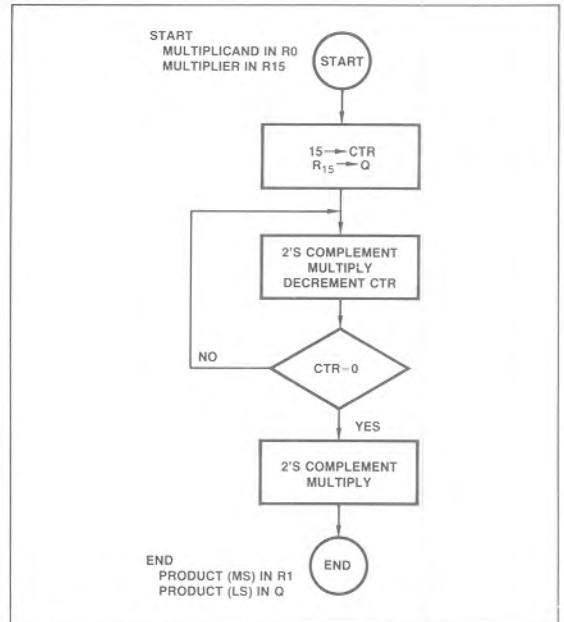 START
MULTIPLICAND IN R0
MULTIPLIER IN R15
START
15 → CTR
R15 → Q
2'S COMPLEMENT
MULTIPLY
DECREMENT CTR
NO
CTR=0
YES
2'S COMPLEMENT
MULTIPLY
END
PRODUCT (MS) IN R1
PRODUCT (LS) IN Q
END